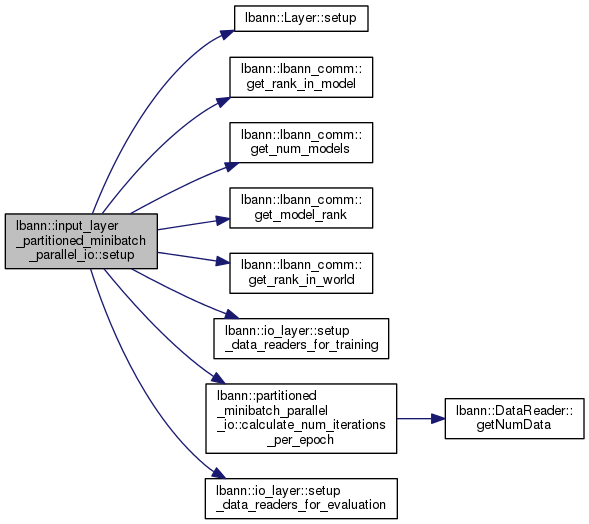 lbann::Layer::setup
lbann::lbann_comm::
get_rank_in_model
lbann::lbann_comm::
get_num_models
lbann::lbann_comm::
get_model_rank
lbann::input_layer
_partitioned_minibatch
_parallel_io::setup
lbann::lbann_comm::
get_rank_in_world
lbann::io_layer::setup
_data_readers_for_training
lbann::partitioned
_minibatch_parallel
_io::calculate_num_iterations
_per_epoch
lbann::DataReader::
getNumData
lbann::io_layer::setup
_data_readers_for_evaluation